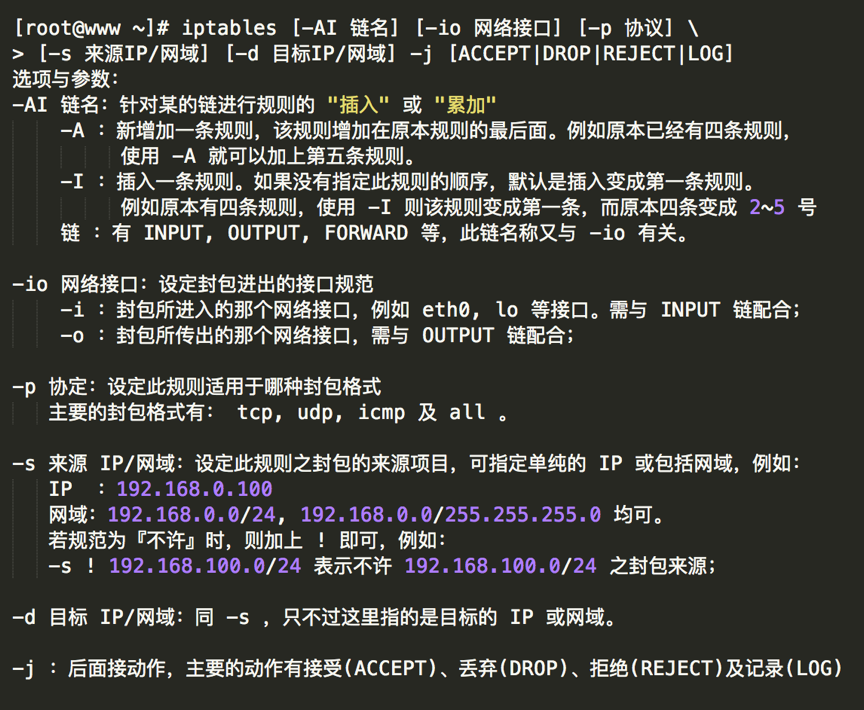 [root@www ~]# iptables [-AI 链名] [-io 网络接口] [-p 协议] \
> [-s 来源IP/网域] [-d 目标IP/网域] -j [ACCEPT|DROP|REJECT|LOG]
选项与参数：
-AI 链名：针对某的链进行规则的 "插入" 或 "累加"
-A ：新增加一条规则，该规则增加在原本规则的最后面。例如原本已经有四条规则，
使用 -A 就可以加上第五条规则。
-I ：插入一条规则。如果没有指定此规则的顺序，默认是插入变成第一条规则。
例如原本有四条规则，使用 -I 则该规则变成第一条，而原本四条变成 2~5 号
链 ：有 INPUT, OUTPUT, FORWARD 等，此链名称又与 -io 有关。
-io 网络接口：设定封包进出的接口规范
-i ：封包所进入的那个网络接口，例如 eth0, lo 等接口。需与 INPUT 链配合；
-o ：封包所传出的那个网络接口，需与 OUTPUT 链配合；
-p 协定：设定此规则适用于哪种封包格式
主要的封包格式有： tcp, udp, icmp 及 all 。
-s 来源 IP/网域：设定此规则之封包的来源项目，可指定单纯的 IP 或包括网域，例如：
IP ：192.168.0.100
网域：192.168.0.0/24, 192.168.0.0/255.255.255.0 均可。
若规范为『不许』时，则加上 ! 即可，例如：
-s ! 192.168.100.0/24 表示不许 192.168.100.0/24 之封包来源；
-d 目标 IP/网域：同 -s ，只不过这里指的是目标的 IP 或网域。
-j ：后面接动作，主要的动作有接受(ACCEPT)、丢弃(DROP)、拒绝(REJECT)及记录(LOG)